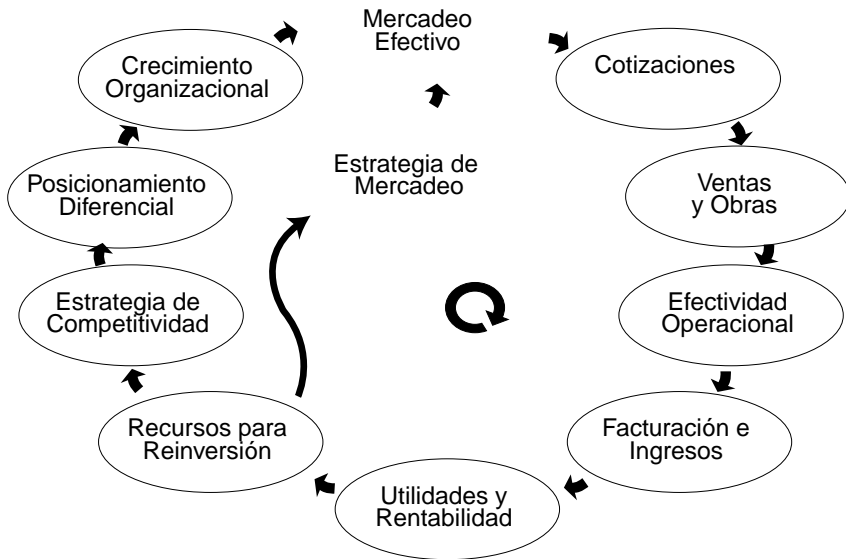 Mercadeo
Efectivo
Cotizaciones
Ventas
y Obras
Efectividad
Operacional
Facturación e
Ingresos
Utilidades y
Rentabilidad
Recursos para
Reinversión
Estrategia de
Competitividad
Posicionamiento
Diferencial
Crecimiento
Organizacional
Estrategia de
Mercadeo